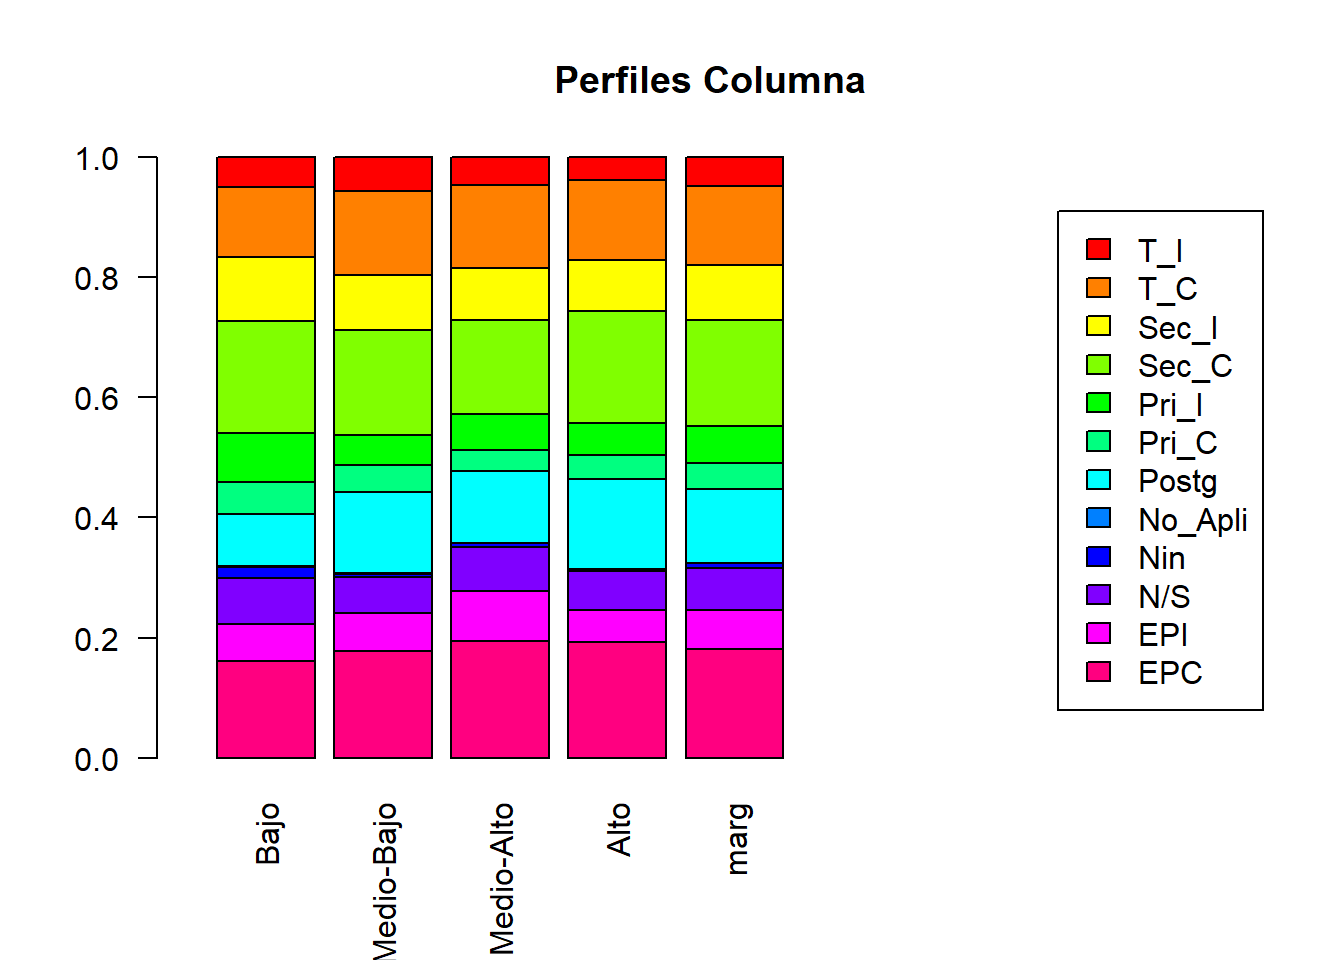 Perfiles Columna
1.0
0.8
0.6
0.4
0.2
0.0
Bajo
Medio-Bajo
Medio-Alto
Alto
marg
T_I
T_C
Sec_I
Sec_C
Pri_I
Pri_C
Postg
No_Apli
Nin
N/S
EPI
EPC